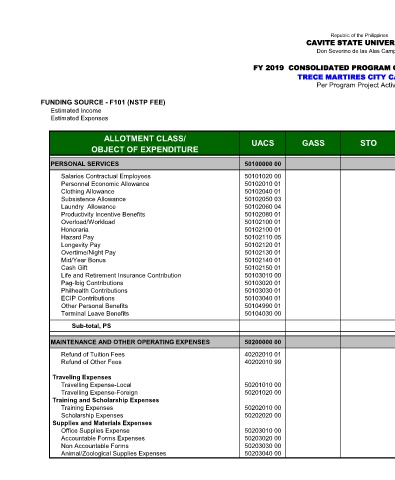 Republic of the Philippines
CAVITE STATE UNIVER
Don Severino de las Alas Camp
FY 2019 CONSOLIDATED PROGRAM
TRECE MARTIRES CITY CA
Per Program Project Activ
FUNDING SOURCE - F101 (NSTP FEE)
Estimated Income
Estimated Expenses
ALLOTMENT CLASS/ OBJECT OF EXPENDITURE UACS GASS STO
PERSONAL SERVICES 50100000 00
Salaries Contractual Employees 50101020 00
Personnel Economic Allowance 50102010 01
Clothing Allowance 50102040 01
Subsistence Allowance 50102050 03
Laundry Allowance 50102060 04
Productivity Incentive Benefits 50102080 01
Overload/Workload 50102100 01
Honoraria 50102100 01
Hazard Pay 50102110 05
Longevity Pay 50102120 01
Overtime/Night Pay 50102130 01
Mid/Year Bonus 50102140 01
Cash Gift 50102150 01
Life and Retirement Insurance Contribution 50103010 00
Pag-Ibig Contributions 50103020 01
Philhealth Contributions 50103030 01
ECIP Contributions 50103040 01
Other Personal Benefits 50104990 01
Terminal Leave Benefits 50104030 00
Sub-total, PS
MAINTENANCE AND OTHER OPERATING EXPENSES 50200000 00
Refund of Tuition Fees 40202010 01
Refund of Other Fees 40202010 99
Traveling Expenses
Travelling Expense-Local 50201010 00
Travelling Expense-Foreign 50201020 00
Training and Scholarship Expenses
Training Expenses 50202010 00
Scholarship Expenses 50202020 00
Supplies and Materials Expenses
Office Supplies Expense 50203010 00
Accountable Forms Expenses 50203020 00
Non Accountable Forms 50203030 00
Animal/Zoological Supplies Expenses 50203040 00